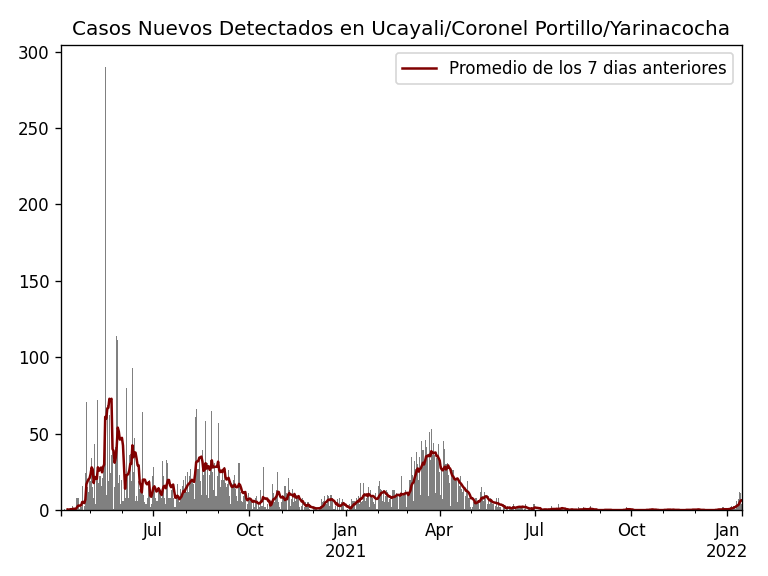 Casos Nuevos Detectados en Ucayali/Coronel Portillo/Yarinacocha
Promedio de los 7 dias anteriores
300
250
200
150
100
50
0
Jul Oct Jan Apr Jul Oct Jan
2021 2022